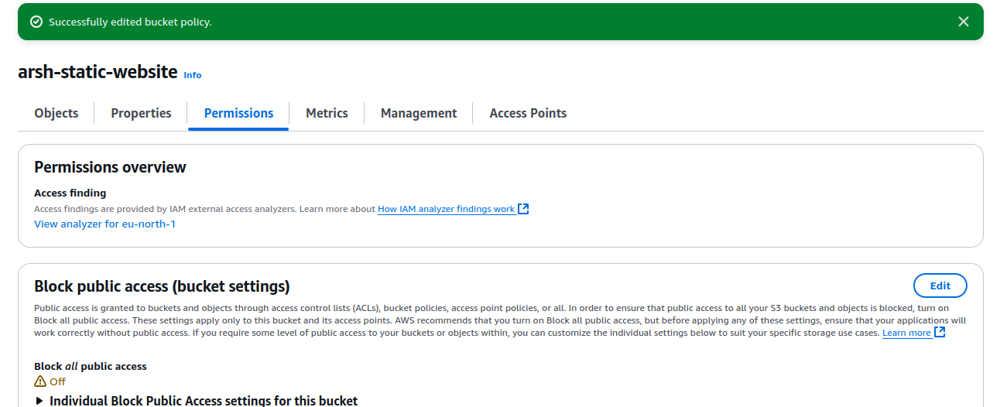 Successfully edited bucket policy.
arsh-static-website Info
Objects Properties Permissions Metrics Management Access Points
Permissions overview
Access finding
Access findings are provided by IAM external access analyzers. Learn more about How IAM analyzer findings work
View analyzer for eu-north-1
Block public access (bucket settings)
Edit
Public access is granted to buckets and objects through access control lists (ACLs), bucket policies, access point policies, or all. In order to ensure that public access to all your S3 buckets and objects is blocked, turn on
Block all public access. These settings apply only to this bucket and its access points. AWS recommends that you turn on Block all public access, but before applying any of these settings, ensure that your applications will
work correctly without public access. If you require some level of public access to your buckets or objects within, you can customize the individual settings below to suit your specific storage use cases. Learn more
Block all public access
Off
Individual Block Public Access settings for this bucket